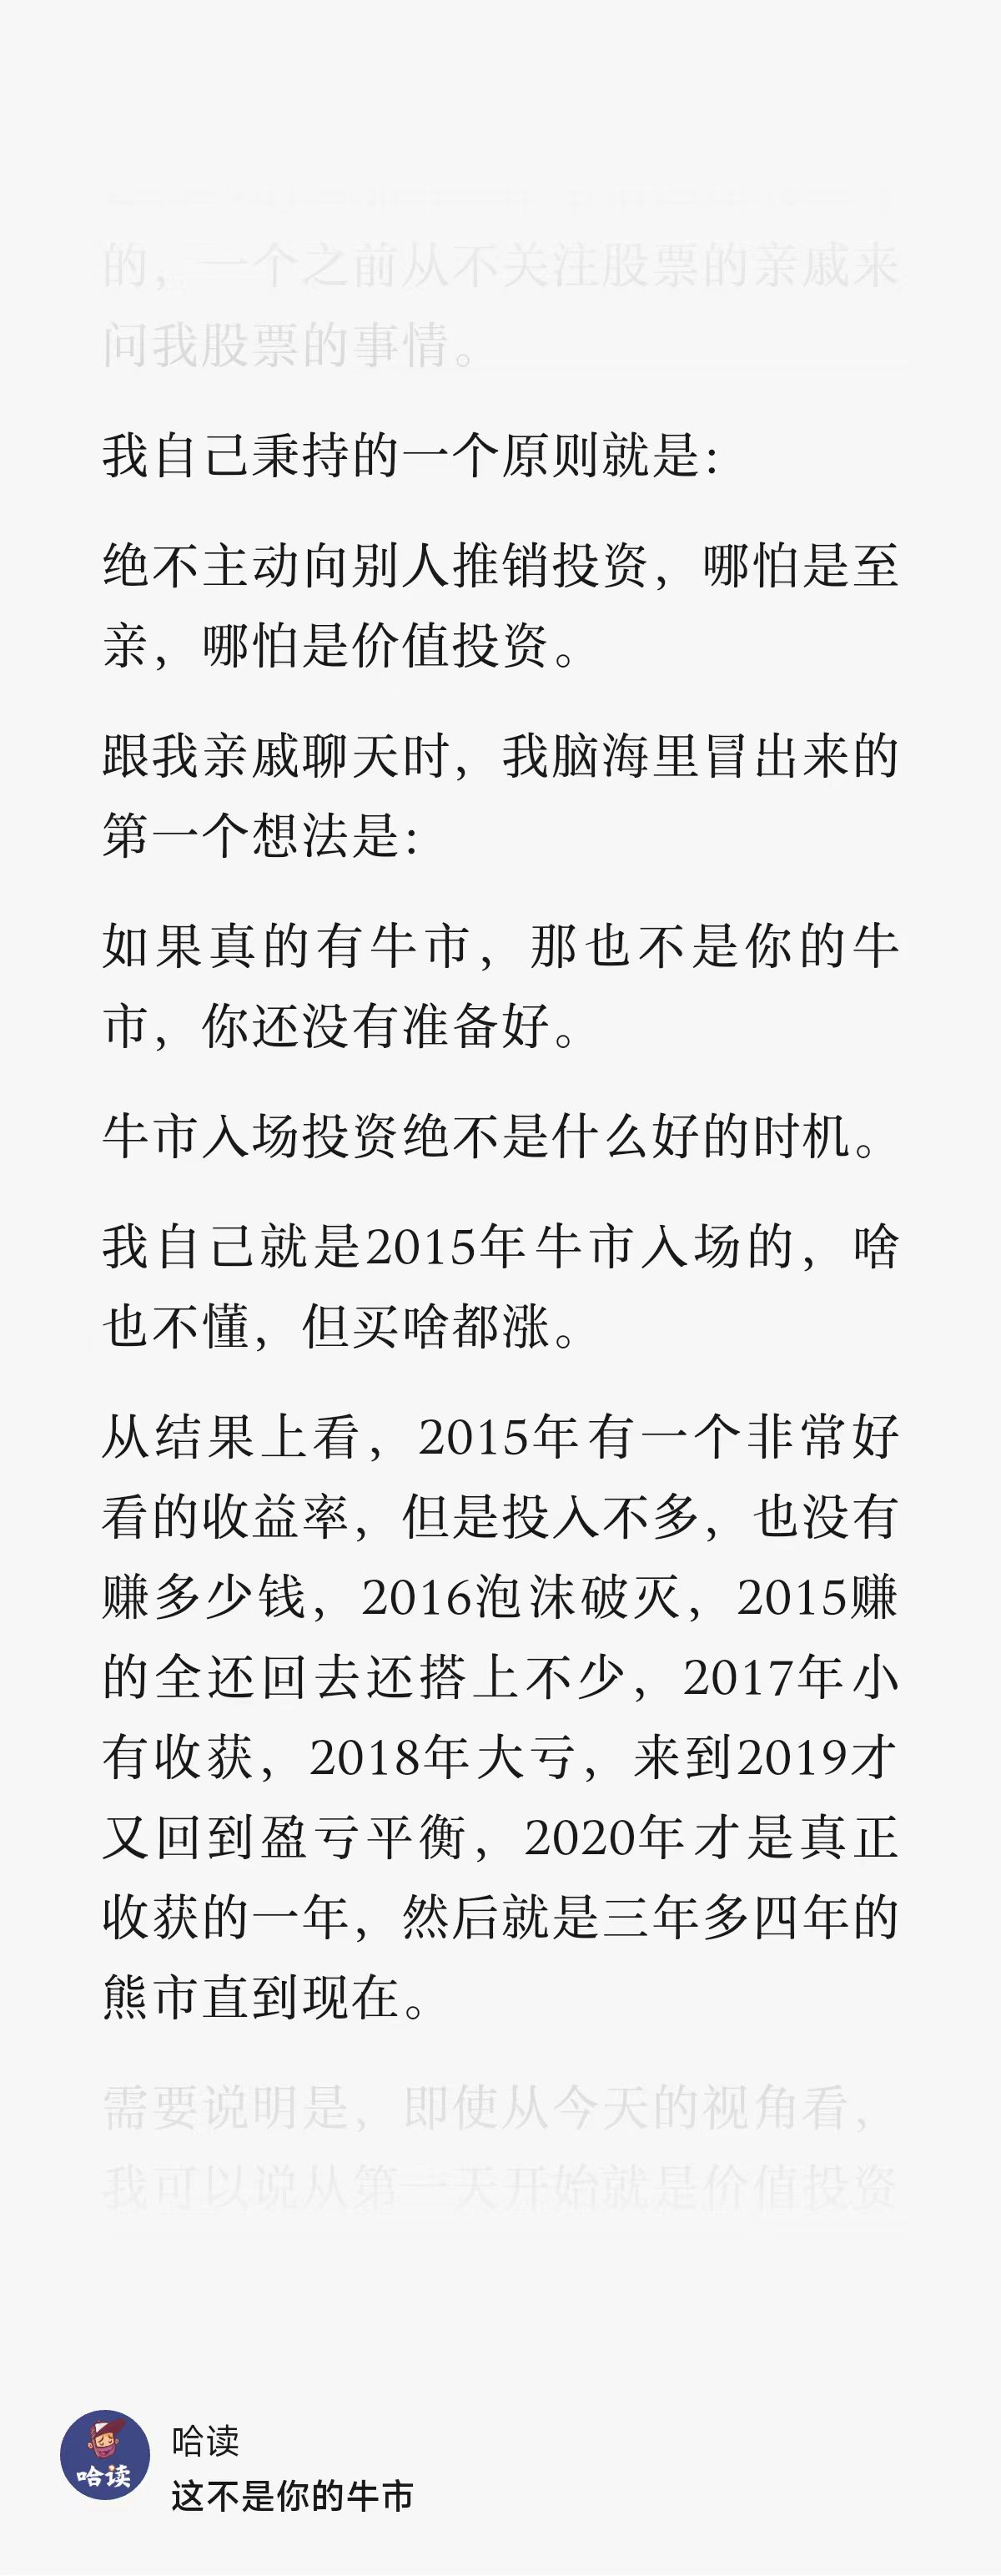 的，一个之前从不关注股票的亲戚来
问我股票的事情。
我自己秉持的一个原则就是：
绝不主动向别人推销投资，哪怕是至
亲，哪怕是价值投资。
跟我亲戚聊天时，我脑海里冒出来的
第一个想法是：
如果真的有牛市，那也不是你的牛
市，你还没有准备好。
牛市入场投资绝不是什么好的时机。
我自己就是2015年牛市入场的，啥
也不懂，但买啥都涨。
从结果上看，2015年有一个非常好
看的收益率，但是投入不多，也没有
赚多少钱，2016泡沫破灭，2015赚
的全还回去还搭上不少，2017年小
有收获，2018年大亏，来到2019才
又回到盈亏平衡，2020年才是真正
收获的一年，然后就是三年多四年的
熊市直到现在。
需要说明是，即使从今天的视角看，
我可以说从第一天开始就是价值投资
哈读
哈读
这不是你的牛市